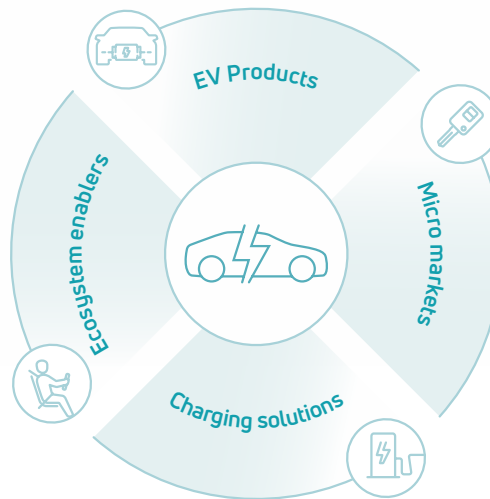 EV Products
Micro markets
Ecosystem enablers
Charging solutions